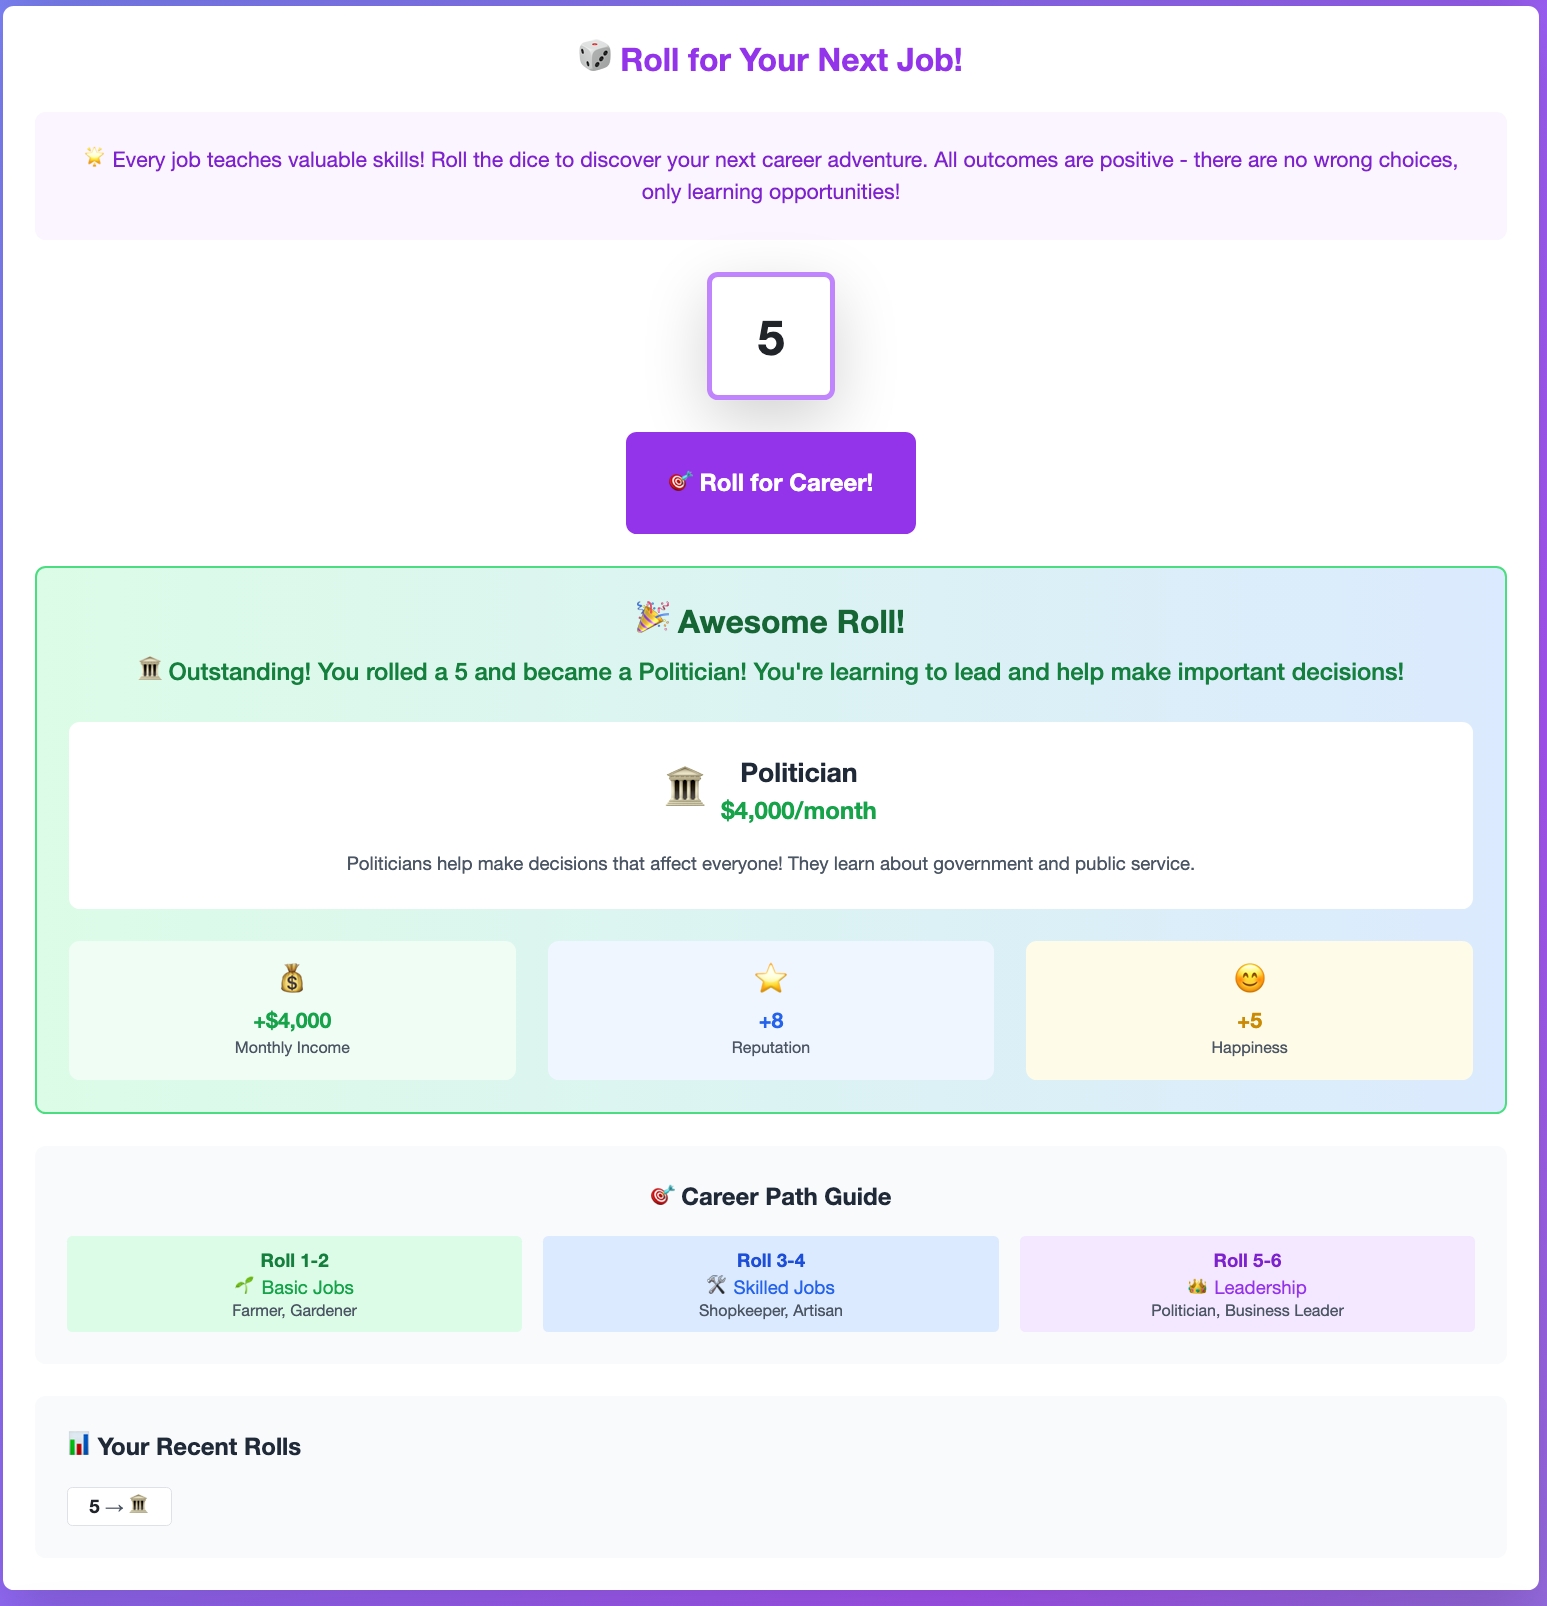 🎲 Roll for Your Next Job!
🌟 Every job teaches valuable skills! Roll the dice to discover your next career adventure. All outcomes are positive - there are no wrong choices,
only learning opportunities!
5
🎯 Roll for Career!
🎉 Awesome Roll!
🏛️ Outstanding! You rolled a 5 and became a Politician! You're learning to lead and help make important decisions!
🏛️ Politician
$4,000/month
Politicians help make decisions that affect everyone! They learn about government and public service.
💰
+$4,000
Monthly Income
⭐
+8
Reputation
😊
+5
Happiness
🎯 Career Path Guide
Roll 1-2
🌱 Basic Jobs
Farmer, Gardener
Roll 3-4
🛠️ Skilled Jobs
Shopkeeper, Artisan
Roll 5-6
👑 Leadership
Politician, Business Leader
📊 Your Recent Rolls
5 → 🏛️